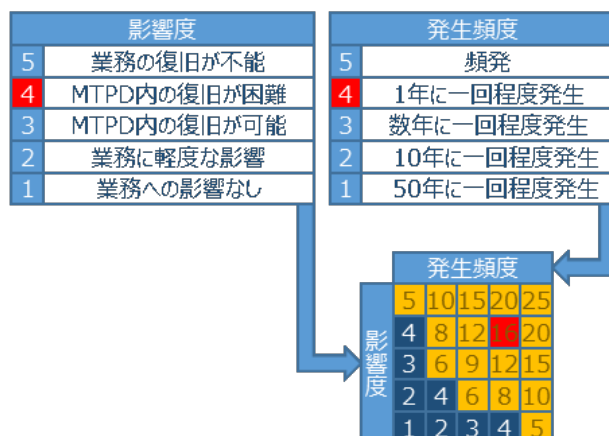 影響度
5 業務の復旧が不能
4 MTPD内の復旧が困難
3 MTPD内の復旧が可能
2 業務に軽度な影響
1 業務への影響なし
発生頻度
5 頻発
4 1年に一回程度発生
3 数年に一回程度発生
2 10年に一回程度発生
1 50年に一回程度発生
発生頻度
影響度
5 10 15 20 25
4 8 12 16 20
3 6 9 12 15
2 4 6 8 10
1 2 3 4 5